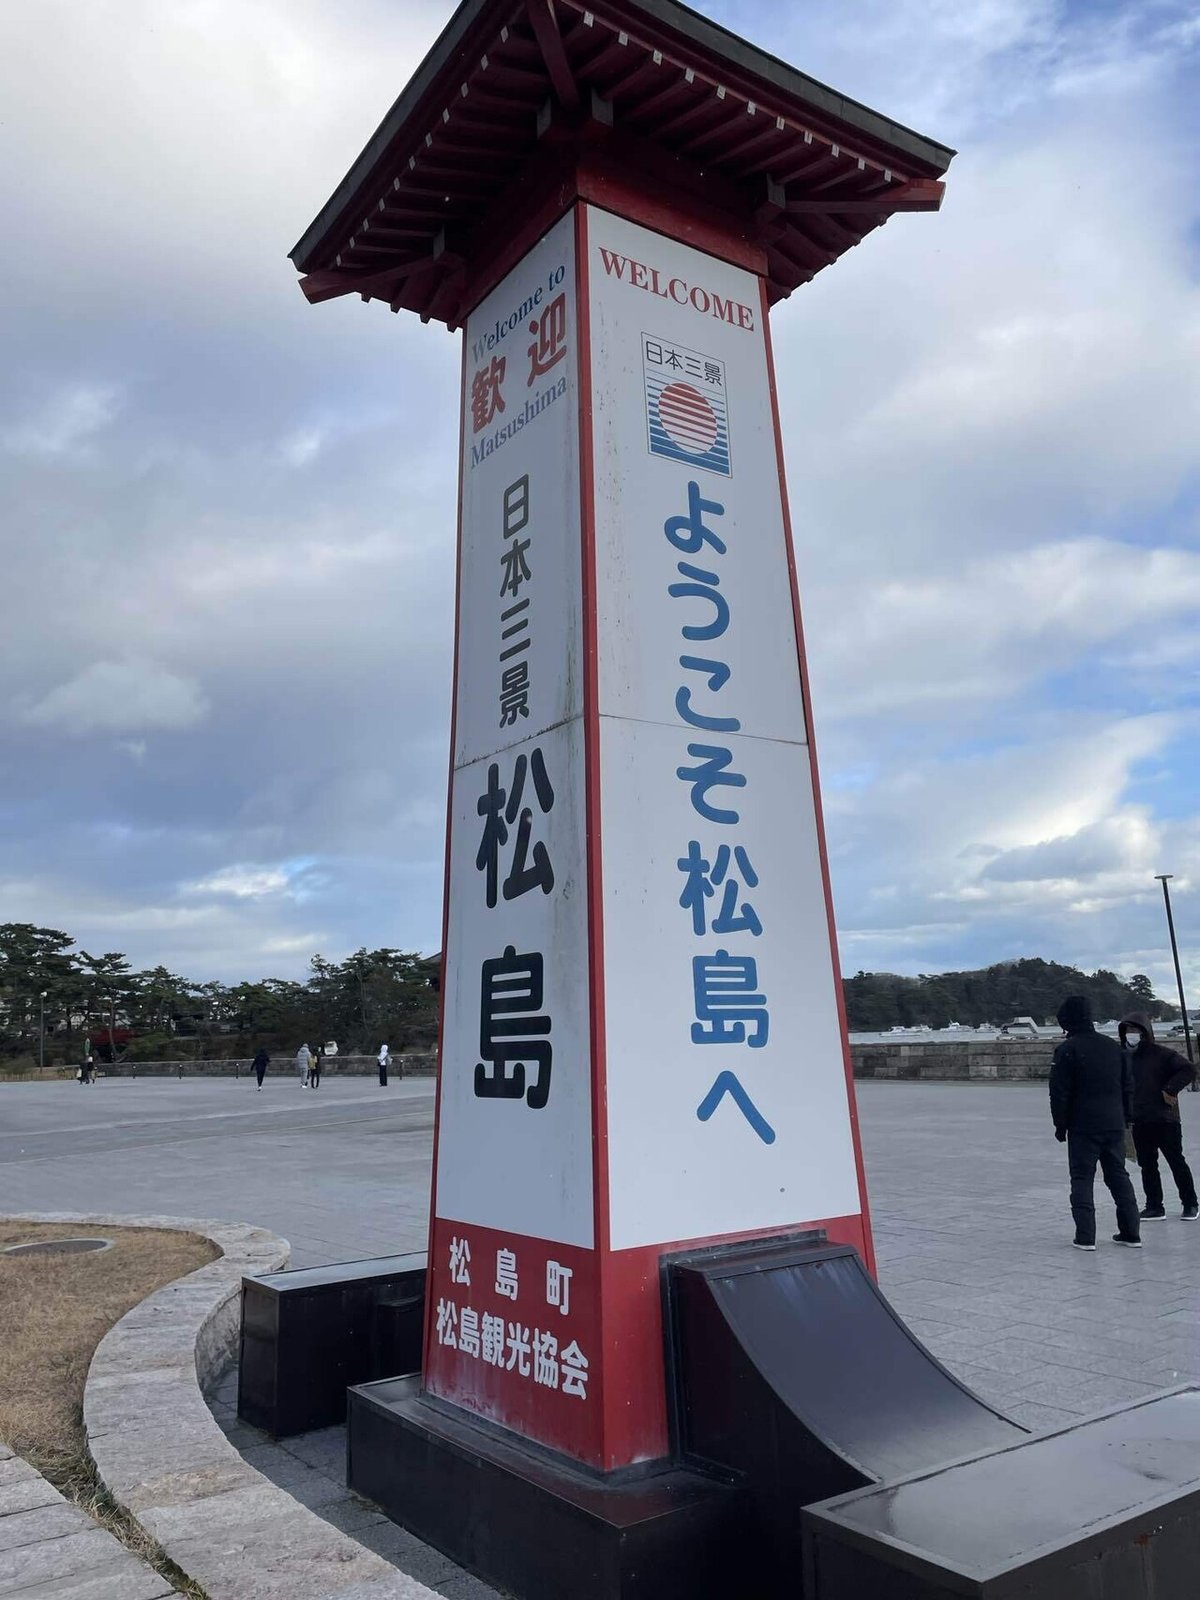 Welcome to
歓迎
Matsushima
日本三景
松島
松島町
松島観光協会
WELCOME
日本三景
ようこそ松島へ